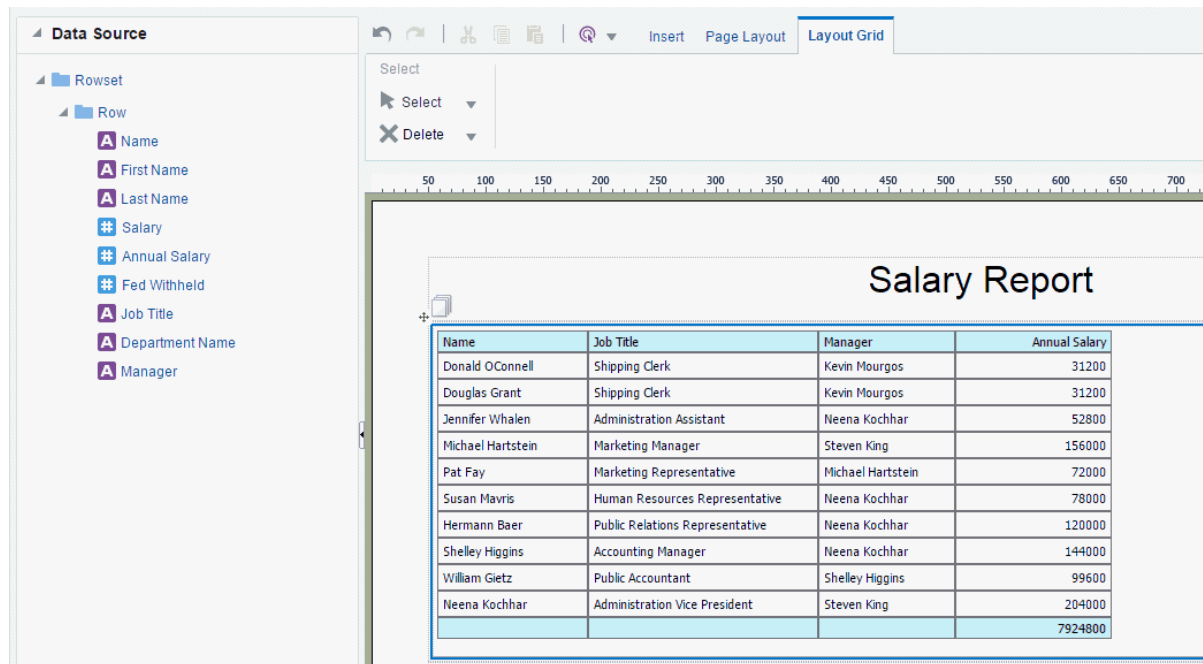 Data Source
Rowset
Row
A Name
A First Name
A Last Name
# Salary
# Annual Salary
# Fed Withheld
A Job Title
A Department Name
A Manager
Insert Page Layout Layout Grid
Select
Select
Delete
50 100 150 200 250 300 350 400 450 500 550 600 650 700
Salary Report
Name Job Title Manager Annual Salary
Donald OConnell Shipping Clerk Kevin Mourgos 31200
Douglas Grant Shipping Clerk Kevin Mourgos 31200
Jennifer Whalen Administration Assistant Neena Kochhar 52800
Michael Hartstein Marketing Manager Steven King 156000
Pat Fay Marketing Representative Michael Hartstein 72000
Susan Mavris Human Resources Representative Neena Kochhar 78000
Hermann Baer Public Relations Representative Neena Kochhar 120000
Shelley Higgins Accounting Manager Neena Kochhar 144000
William Gietz Public Accountant Shelley Higgins 99600
Neena Kochhar Administration Vice President Steven King 204000
7924800